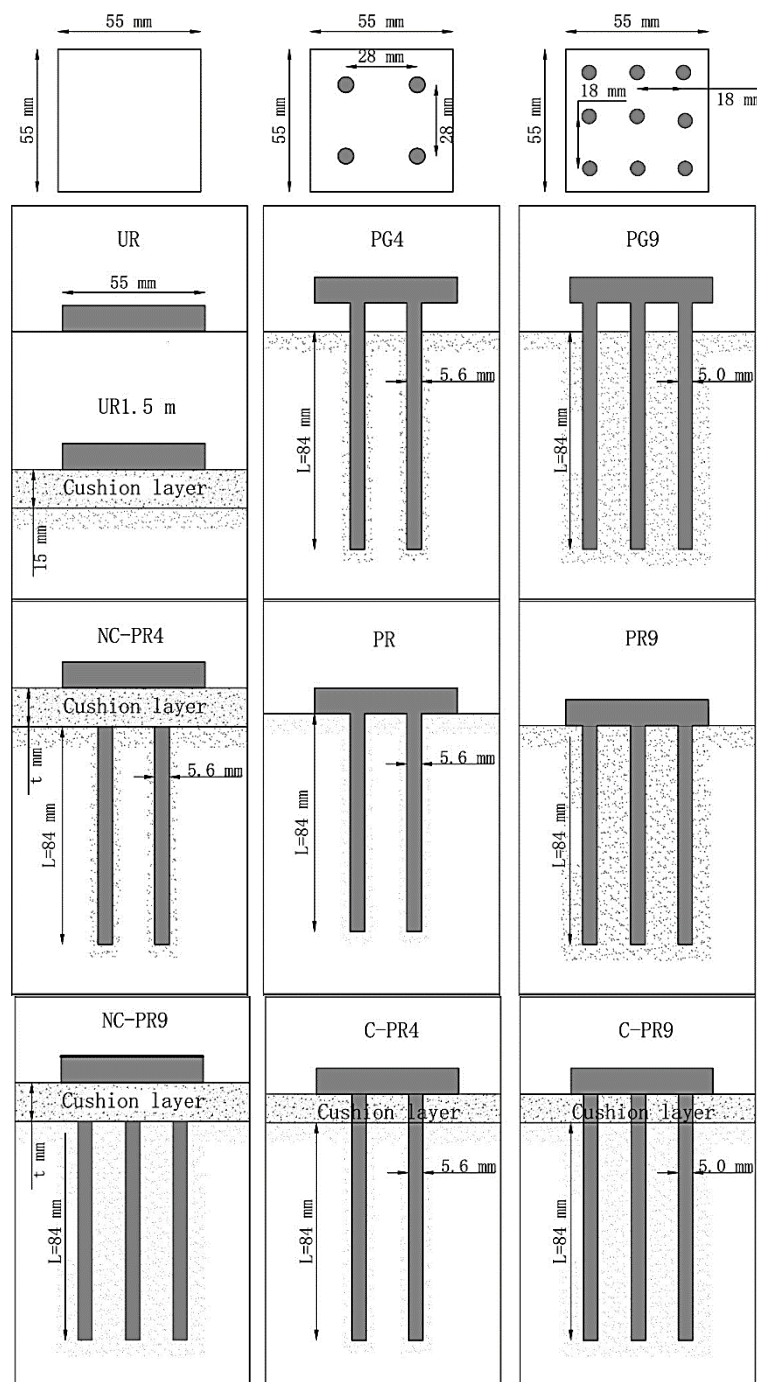 55 mm
55 mm
55 mm
55 mm
28 mm
28 mm
55 mm
55 mm
18 mm
18 mm
UR
55 mm
UR1.5 m
Cushion layer
15 mm
PG4
5.6 mm
L=84 mm
PG9
5.0 mm
L=84 mm
NC-PR4
Cushion layer
t mm
5.6 mm
L=84 mm
PR
5.6 mm
L=84 mm
PR9
L=84 mm
NC-PR9
Cushion layer
t mm
L=84 mm
C-PR4
Cushion layer
5.6 mm
L=84 mm
C-PR9
Cushion layer
5.0 mm
L=84 mm